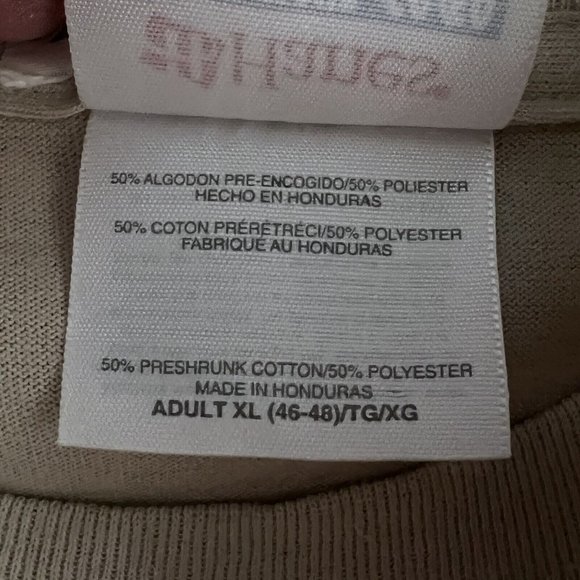 Hanes
50% ALGODON PRE-ENCOGIDO/50% POLIESTER
HECHO EN HONDURAS
50% COTON PRÉRÉTRÉCI/50% POLYESTER
FABRIQUÉ AU HONDURAS
50% PRESHRUNK COTTON/50% POLYESTER
MADE IN HONDURAS
ADULT XL (46-48)/TG/XG